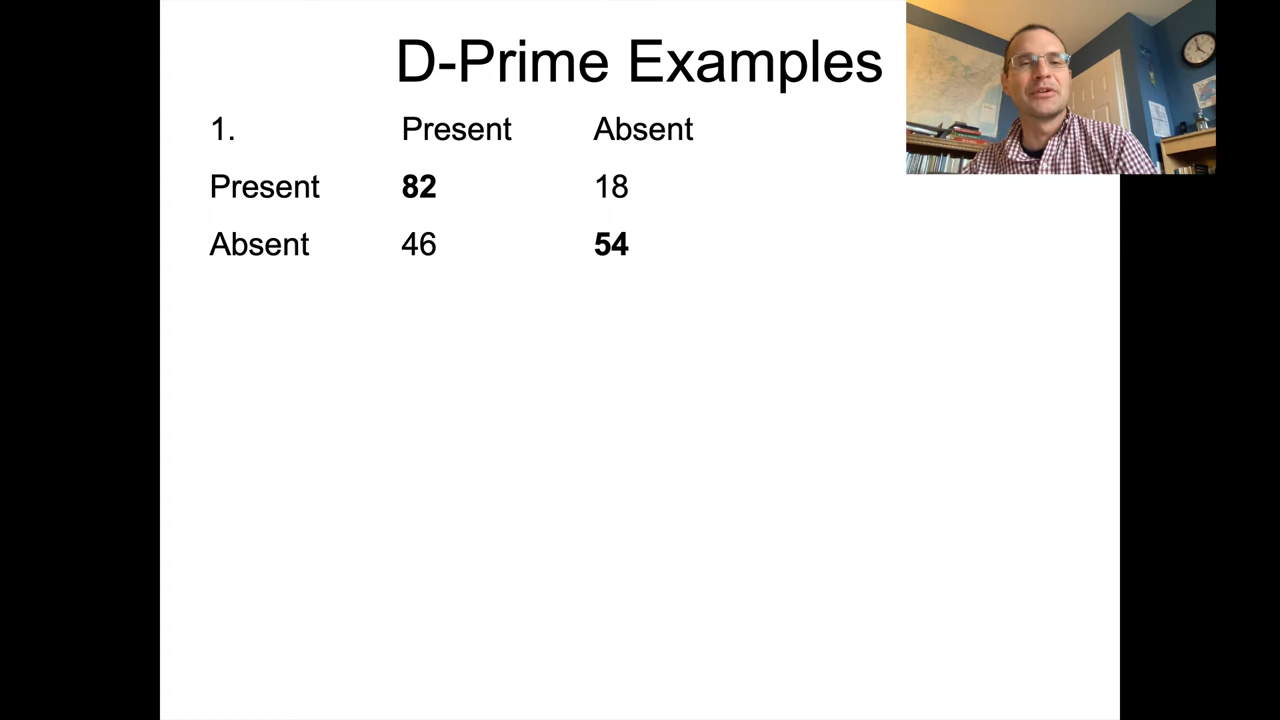 D-Prime Examples
1. Present Absent
Present 82 18
Absent 46 54